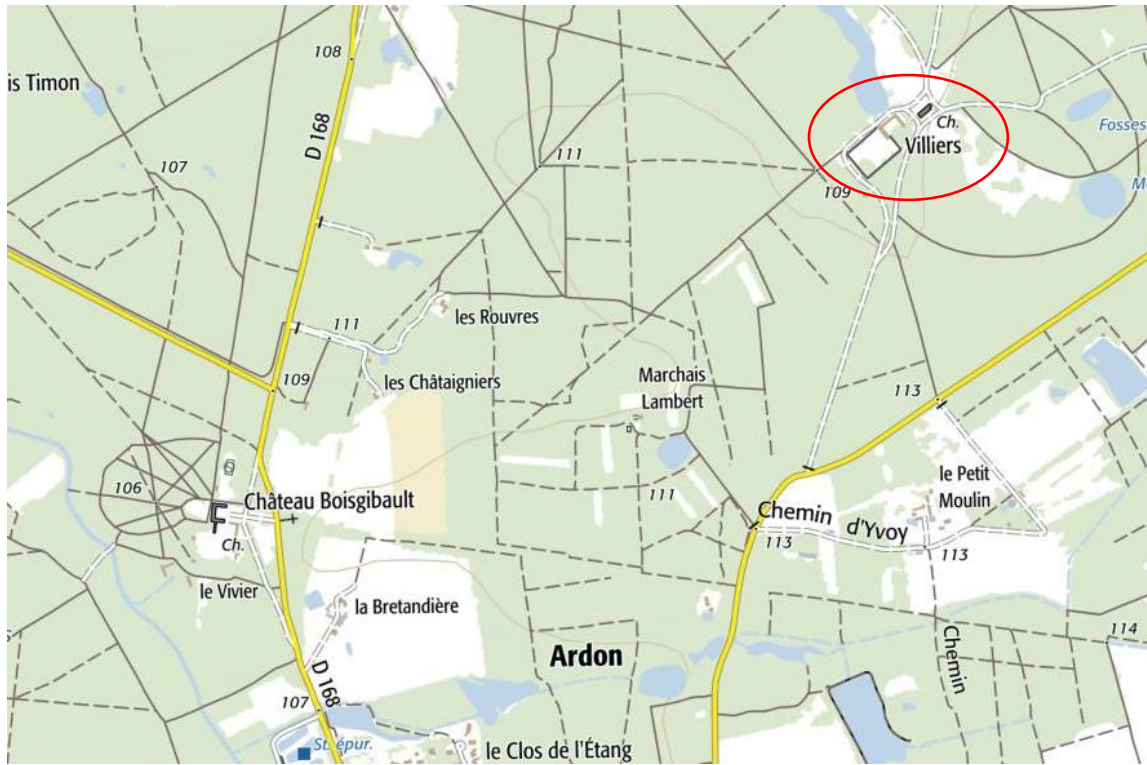 108
is Timon
D 168
111
Ch.
Villiers
Fosses
107
109
les Rouvres
111
les Châtaigniers
109
Marchais
Lambert
113
le Petit
Moulin
106
Château Boisgibault
111
Chemin d'Yvoy
113
113
Ch.
le Vivier
la Bretandière
Ardon
Chemin
114
D 168
107
St épur.
le Clos de l'Étang